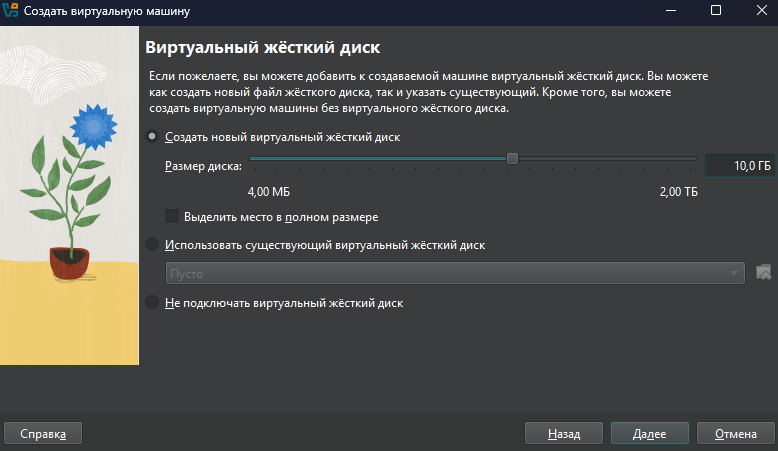 Создать виртуальную машину
Виртуальный жёсткий диск
Если пожелаете, вы можете добавить к создаваемой машине виртуальный жёсткий диск. Вы можете
как создать новый файл жёсткого диска, так и указать существующий. Кроме того, вы можете
создать виртуальную машины без виртуального жёсткого диска.
Создать новый виртуальный жёсткий диск
Размер диска:
10,0 ГБ
4,00 МБ
2,00 ТБ
Выделить место в полном размере
Использовать существующий виртуальный жёсткий диск
Пусто
Не подключать виртуальный жёсткий диск
Справка
Назад
Далее
Отмена